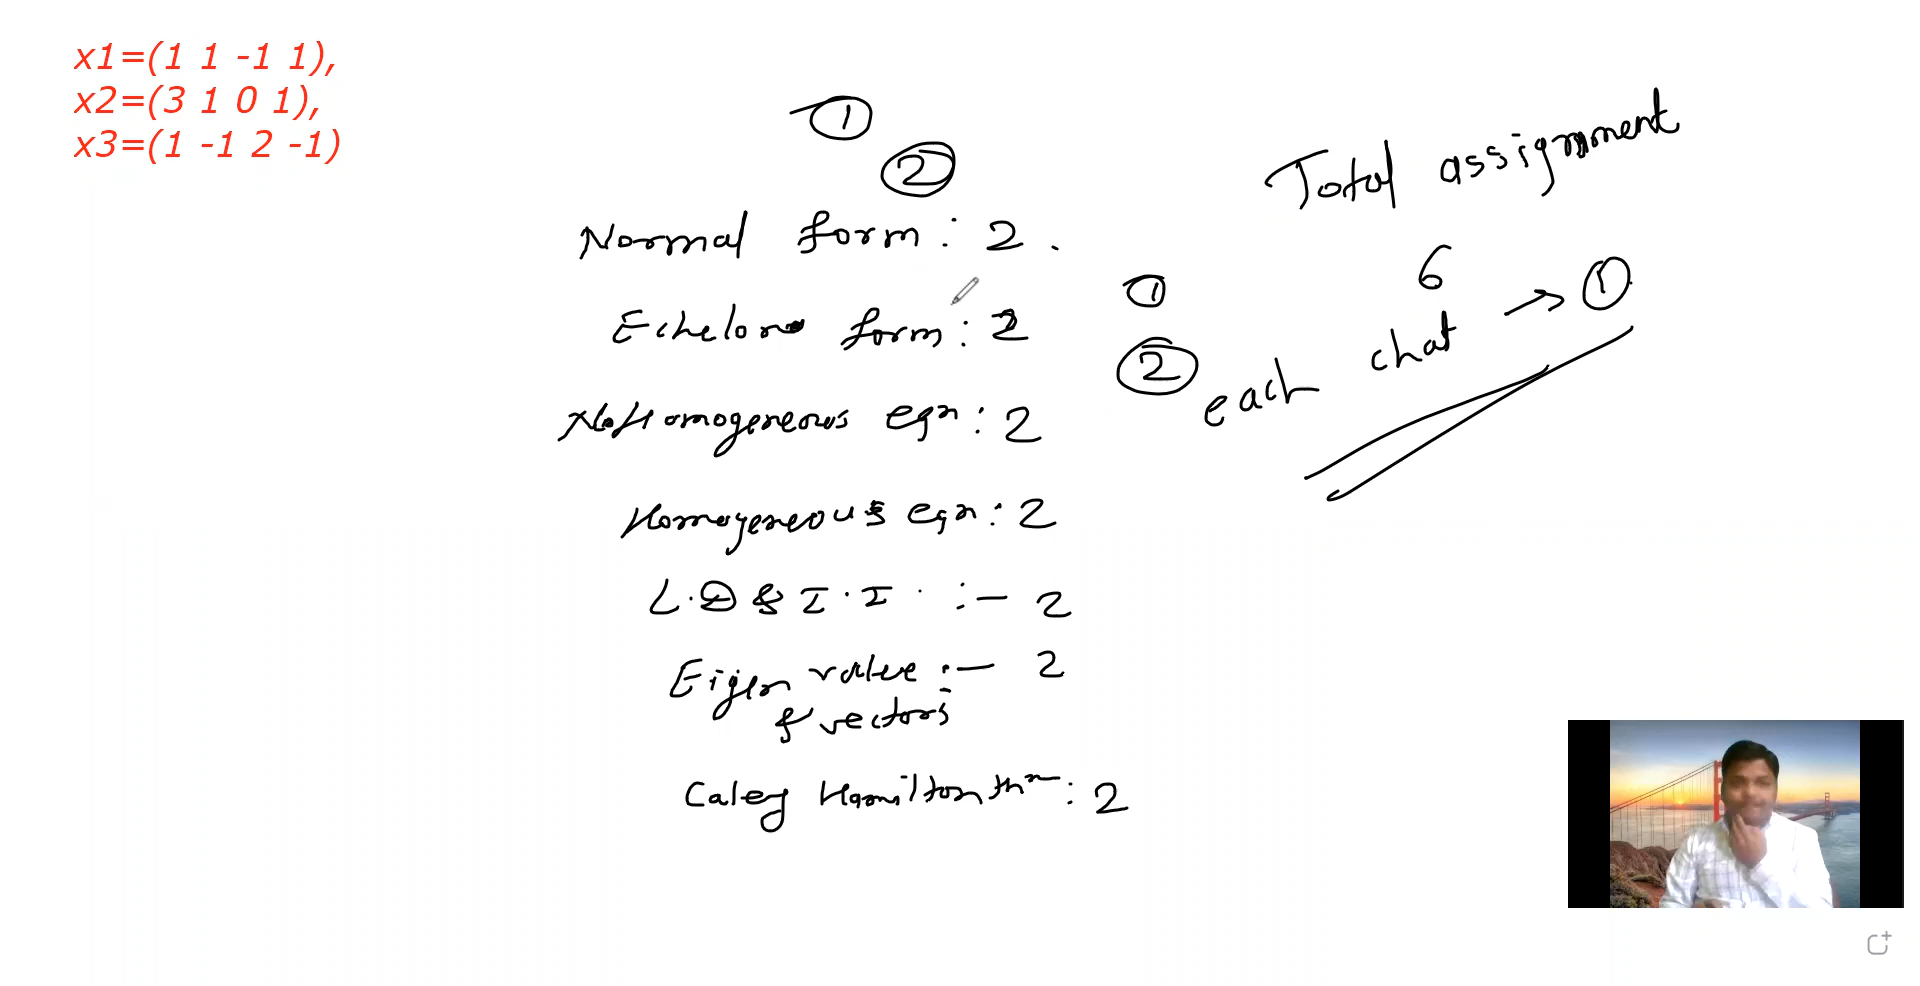 x1=(1 1 -1 1),
x2=(3 1 0 1),
x3=(1 -1 2 -1)
1
2
Normal form: 2.
Echelon form: 2
Homogeneous eqn: 2
Homogeneous eqn: 2
L.D & I.I. :- 2
Eigen value :- 2
& vectors
Caley Hamilton thm: 2
1
2
Total assignment
6
each chat → 1